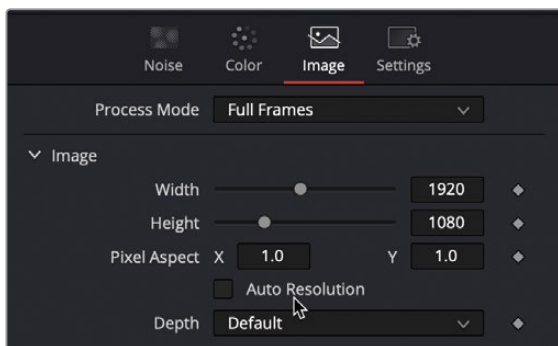 Noise Color Image Settings
Process Mode Full Frames
Image
Width 1920
Height 1080
Pixel Aspect X 1.0 Y 1.0
Auto Resolution
Depth Default